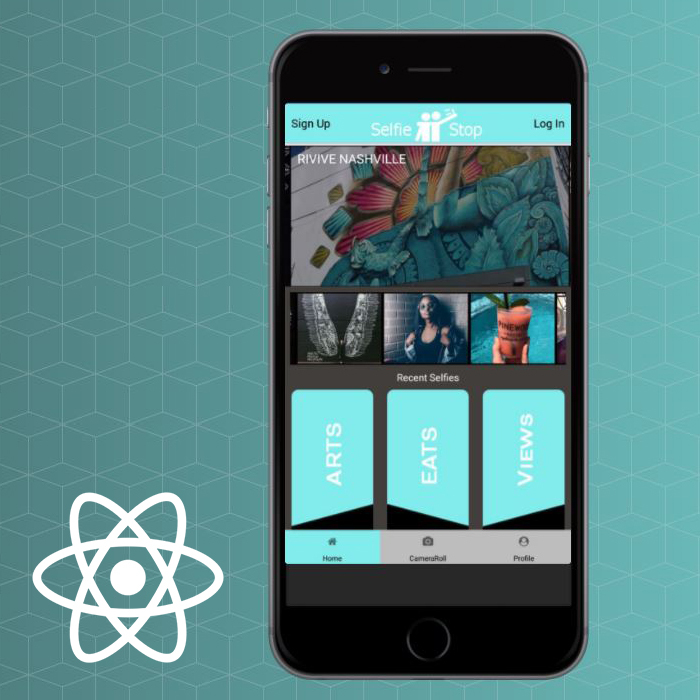 Sign Up
Selfie Stop
Log In
RIVIVE NASHVILLE
Recent Selfies
ARTS
EATS
VIEWS
Home
CameraRoll
Profile